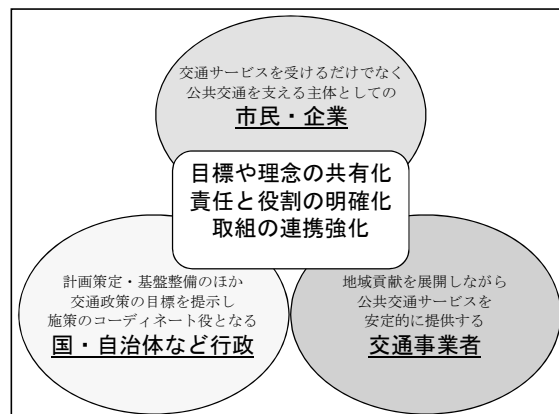 交通サービスを受けるだけでなく
公共交通を支える主体としての
市民・企業
目標や理念の共有化
責任と役割の明確化
取組の連携強化
計画策定・基盤整備のほか
交通政策の目標を提示し
施策のコーディネート役となる
国・自治体など行政
地域貢献を展開しながら
公共交通サービスを
安定的に提供する
交通事業者